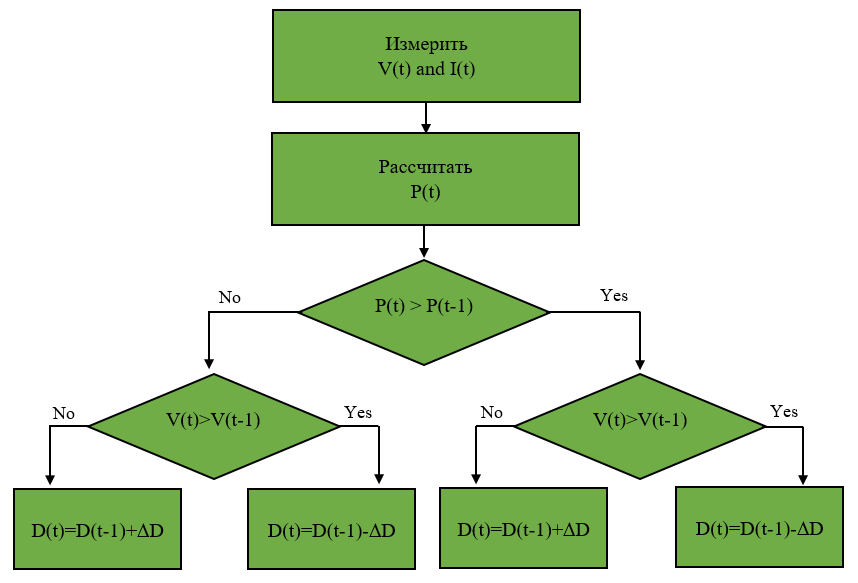 Измерить
V(t) and I(t)
Рассчитать
P(t)
P(t) > P(t-1)
No
Yes
V(t)>V(t-1)
No
Yes
V(t)>V(t-1)
No
Yes
D(t)=D(t-1)+ΔD
D(t)=D(t-1)-ΔD
D(t)=D(t-1)+ΔD
D(t)=D(t-1)-ΔD